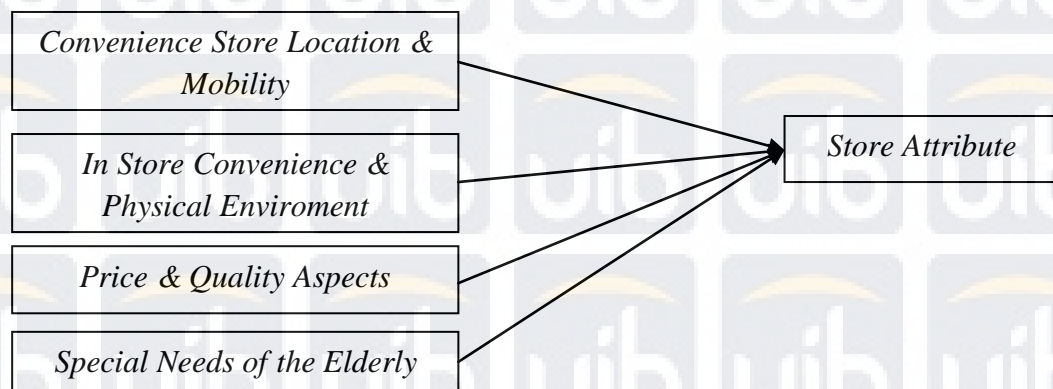 Convenience Store Location &
Mobility
In Store Convenience &
Physical Enviroment
Price & Quality Aspects
Special Needs of the Elderly
Store Attribute
uib